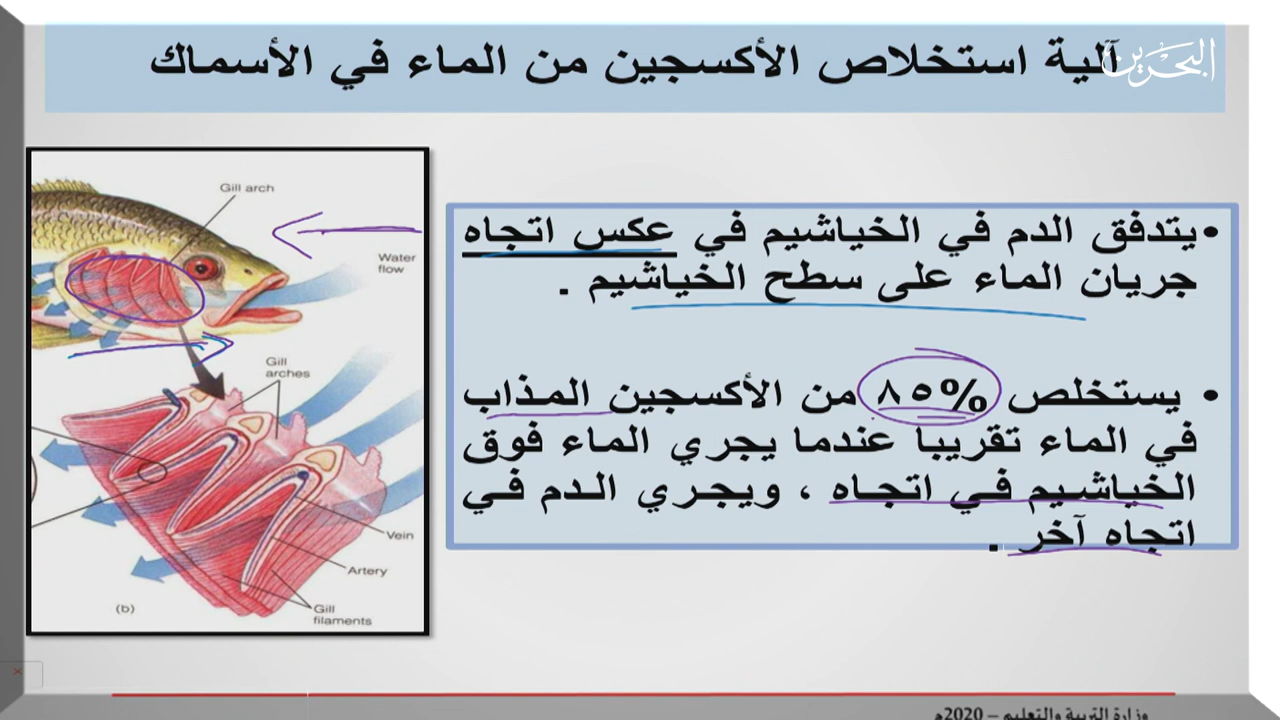 آلية استخلاص الأكسجين من الماء في الأسماك
البحرين
•يتدفق الدم في الخياشيم في عكس اتجاه
جريان الماء على سطح الخياشيم .
• يستخلص %٨٥ من الأكسجين المذاب
في الماء تقريبا عندما يجري الماء فوق
الخياشيم في اتجاه ، ويجري الدم في
اتجاه آخر .
Gill arch
Water
flow
Gill
arches
Vein
Artery
Gill
filaments
(b)
وزارة التربية والتعليم – 2020م